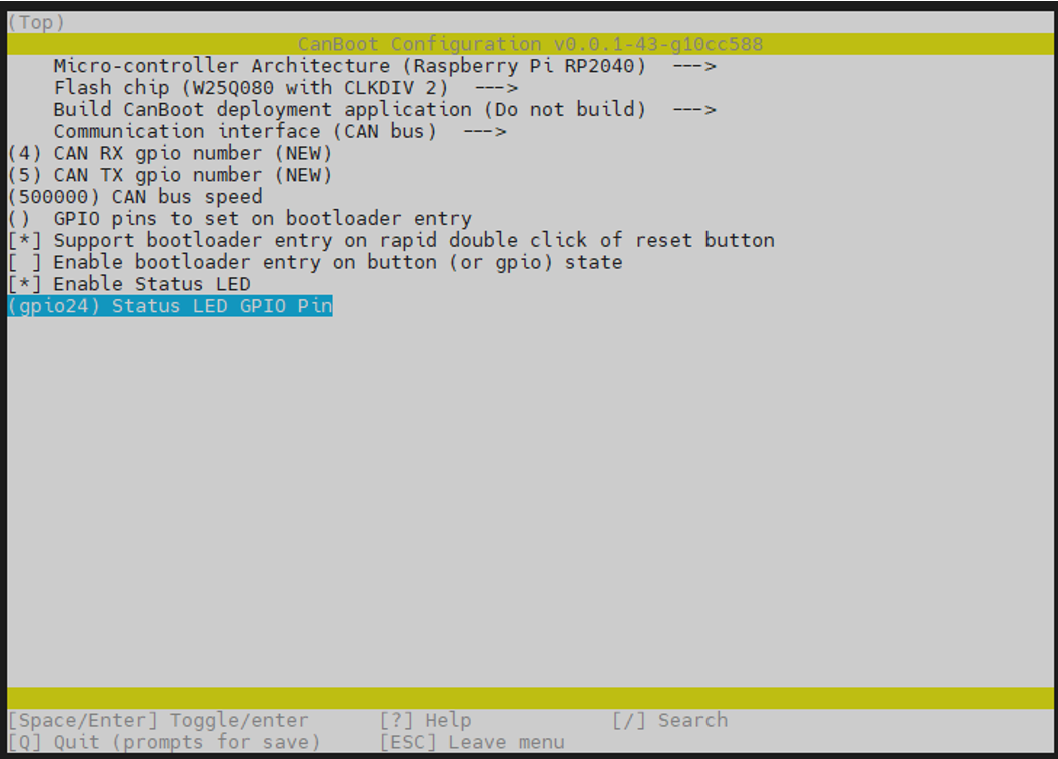 (Top)
CanBoot Configuration v0.0.1-43-g10cc588
Micro-controller Architecture (Raspberry Pi RP2040)  --->
Flash chip (W25Q080 with CLKDIV 2)  --->
Build CanBoot deployment application (Do not build)  --->
Communication interface (CAN bus)  --->
(4) CAN RX gpio number (NEW)
(5) CAN TX gpio number (NEW)
(500000) CAN bus speed
()  GPIO pins to set on bootloader entry
[*] Support bootloader entry on rapid double click of reset button
[ ] Enable bootloader entry on button (or gpio) state
[*] Enable Status LED
(gpio24) Status LED GPIO Pin
[Space/Enter] Toggle/enter      [?] Help            [/] Search
[Q] Quit (prompts for save)     [ESC] Leave menu